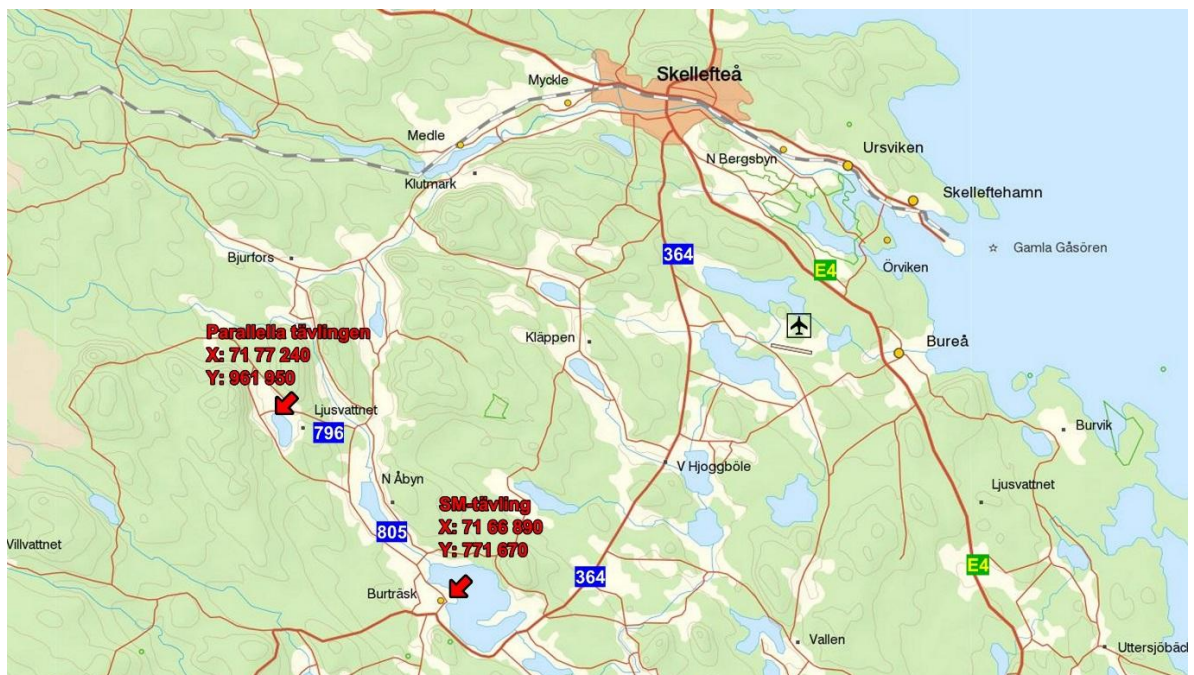 Skellefteå
Myckle
Medle
Klutmark
N Bergsbyn
Ursviken
Skelleftehamn
Gamla Gåsören
Örviken
364
E4
Bjurfors
Parallella tävlingen
X: 71 77 240
Y: 961 950
Kläppen
Bureå
Ljusvattnet
796
Burvik
V Hjoggböle
N Åbyn
SM-tävling
X: 71 66 890
Y: 771 670
Ljusvattnet
805
Villvattnet
364
E4
Burträsk
Vallen
Uttersjöbäck